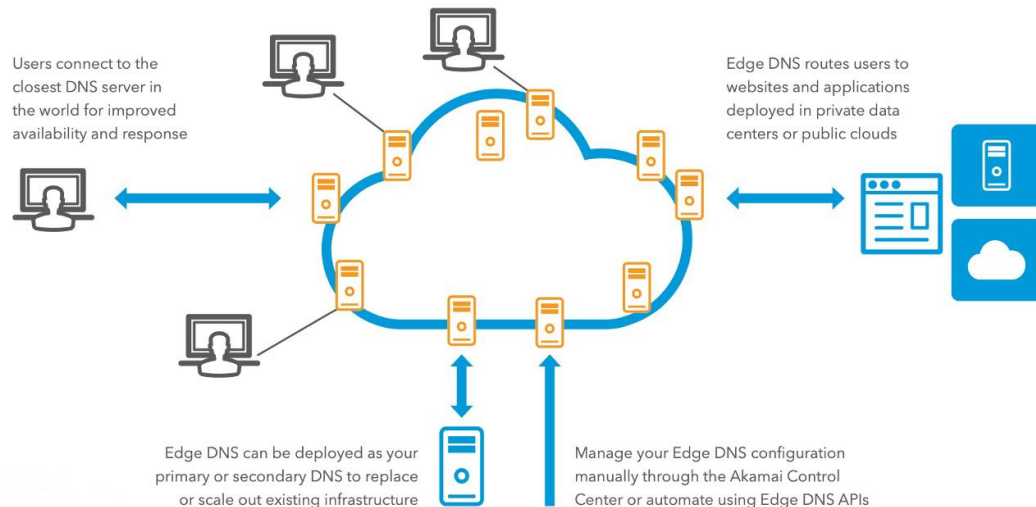 Users connect to the
closest DNS server in
the world for improved
availability and response
Edge DNS routes users to
websites and applications
deployed in private data
centers or public clouds
Edge DNS can be deployed as your
primary or secondary DNS to replace
or scale out existing infrastructure
Manage your Edge DNS configuration
manually through the Akamai Control
Center or automate using Edge DNS APIs